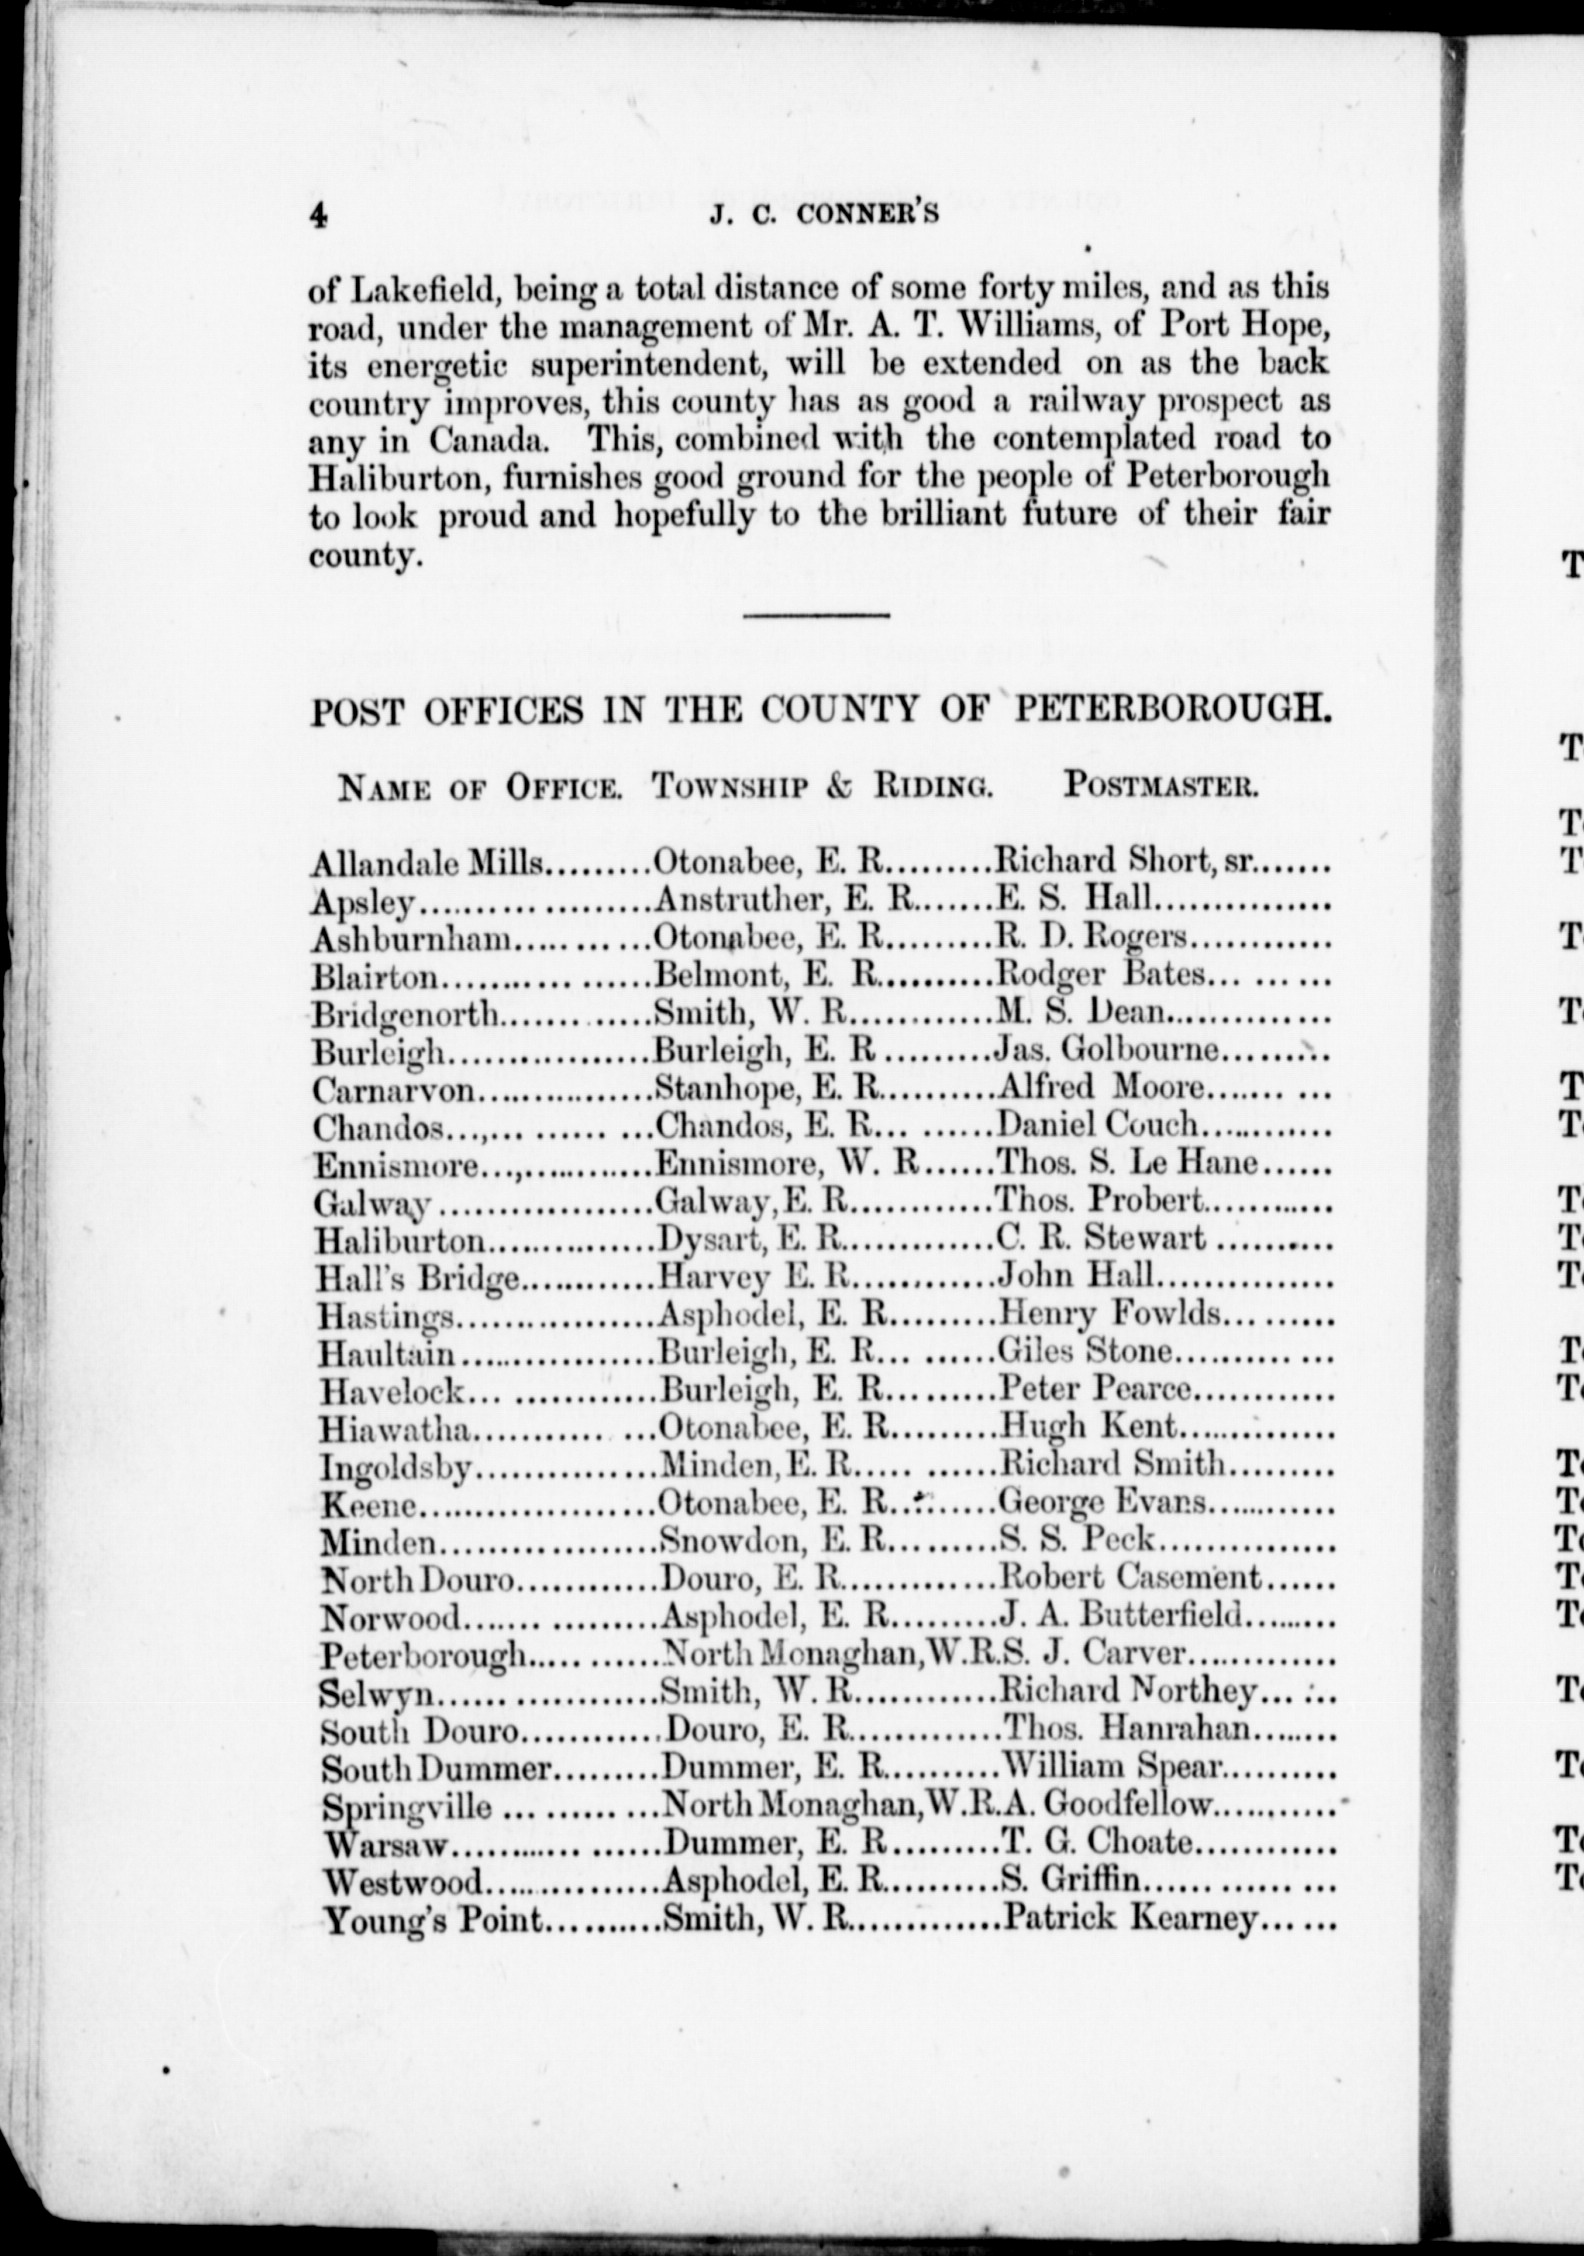 4 J. C. CONNER'S
of Lakefield, being a total distance of some forty miles, and as this
road, under the management of Mr. A. T. Williams, of Port Hope,
its energetic superintendent, will be extended on as the back
country improves, this county has as good a railway prospect as
any in Canada. This, combined with the contemplated road to
Haliburton, furnishes good ground for the people of Peterborough
to look proud and hopefully to the brilliant future of their fair
county.
POST OFFICES IN THE COUNTY OF PETERBOROUGH.
NAME OF OFFICE. TOWNSHIP & RIDING. POSTMASTER.
Allandale Mills.........Otonabee, E. R.........Richard Short, sr.......
Apsley....................Anstruther, E. R.......E. S. Hall...............
Ashburnham............Otonabee, E. R.........R. D. Rogers............
Blairton..................Belmont, E. R..........Rodger Bates... ... ...
Bridgenorth.............Smith, W. R............M. S. Dean..............
Burleigh.................Burleigh, E. R .........Jas. Golbourne.........
Carnarvon...............Stanhope, E. R..........Alfred Moore....... ...
Chandos...,... ....... ...Chandos, E. R... ......Daniel Couch............
Ennismore...,...........Ennismore, W. R......Thos. S. Le Hane......
Galway ..................Galway, E. R............Thos. Probert...........
Haliburton..............Dysart, E. R.............C. R. Stewart ..........
Hall's Bridge............Harvey E. R............John Hall...............
Hastings.................Asphodel, E. R.........Henry Fowlds... ......
Haultain.................Burleigh, E. R... ......Giles Stone.......... ...
Havelock... ............Burleigh, E. R.........Peter Pearce............
Hiawatha........... ...Otonabee, E. R.........Hugh Kent.............
Ingoldsby...............Minden, E. R..... ......Richard Smith.........
Keene....................Otonabee, E. R.........George Evans...........
Minden..................Snowdon, E. R.........S. S. Peck...............
North Douro............Douro, E. R.............Robert Casement......
Norwood....... .........Asphodel, E. R.........J. A. Butterfield........
Peterborough..... ......North Monaghan, W.R.S. J. Carver.............
Selwyn...... ............Smith, W. R............Richard Northey... ...
South Douro............Douro, E. R.............Thos. Hanrahan........
South Dummer.........Dummer, E. R..........William Spear..........
Springville ... ...... ...North Monaghan, W.R.A. Goodfellow...........
Warsaw........... ......Dummer, E. R.........T. G. Choate............
Westwood...............Asphodel, E. R..........S. Griffin...... ...... ...
Young's Point..........Smith, W. R.............Patrick Kearney... ...